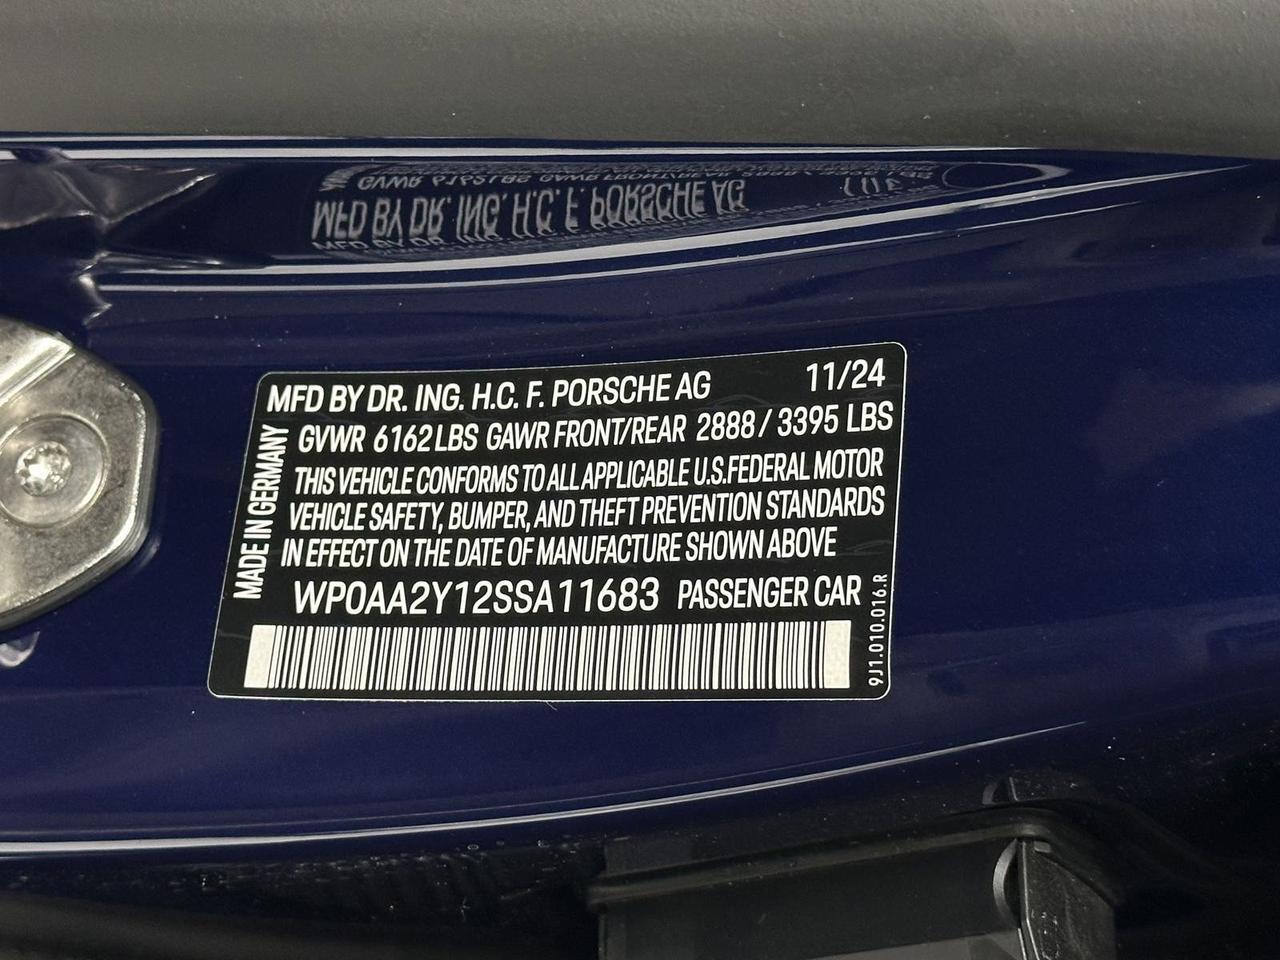 MFD BY DR. ING. H.C. F. PORSCHE AG 11/24
GVWR 6162 LBS GAWR FRONT/REAR 2888 / 3395 LBS
THIS VEHICLE CONFORMS TO ALL APPLICABLE U.S.FEDERAL MOTOR
VEHICLE SAFETY, BUMPER, AND THEFT PREVENTION STANDARDS
IN EFFECT ON THE DATE OF MANUFACTURE SHOWN ABOVE
WP0AA2Y12SSA11683 PASSENGER CAR
MADE IN GERMANY
9J1.010.016.R